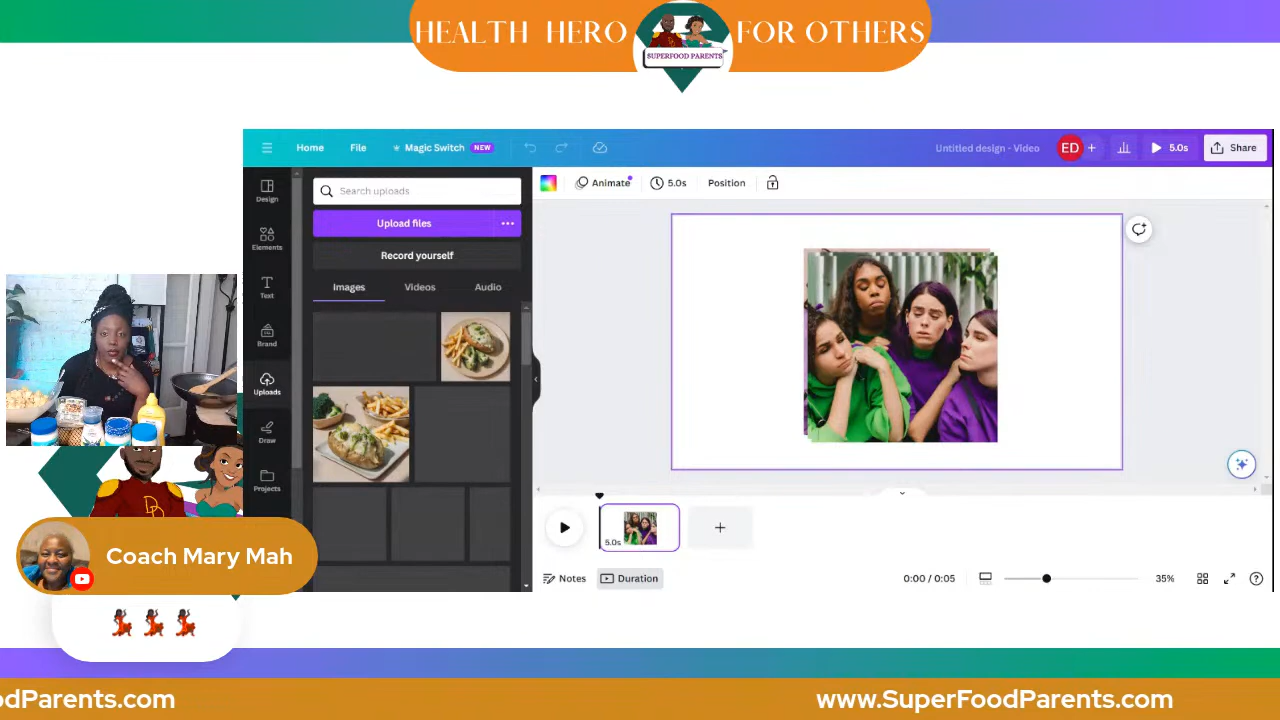 HEALTH HERO FOR OTHERS
SUPERFOOD PARENTS
Home File Magic Switch NEW Untitled design - Video ED + 5.0s Share
Design
Elements
Text
Brand
Uploads
Draw
Projects
Search uploads
Upload files
Record yourself
Images Videos Audio
Animate 5.0s Position
5.0s
Notes Duration 0:00 / 0:05 35%
Coach Mary Mah
odParents.com www.SuperFoodParents.com